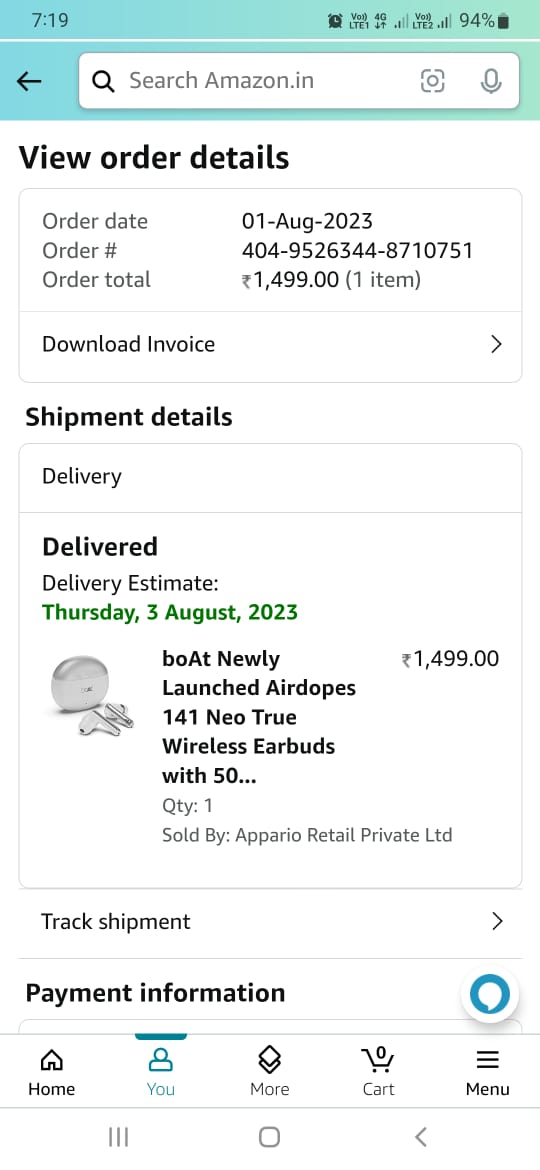 7:19
Vo)) 4G Vo)) 94%
LTE1 LTE2
Search Amazon.in
View order details
Order date 01-Aug-2023
Order # 404-9526344-8710751
Order total ₹1,499.00 (1 item)
Download Invoice
Shipment details
Delivery
Delivered
Delivery Estimate:
Thursday, 3 August, 2023
boAt Newly ₹1,499.00
Launched Airdopes
141 Neo True
Wireless Earbuds
with 50...
Qty: 1
Sold By: Appario Retail Private Ltd
Track shipment
Payment information
0
Home You More Cart Menu